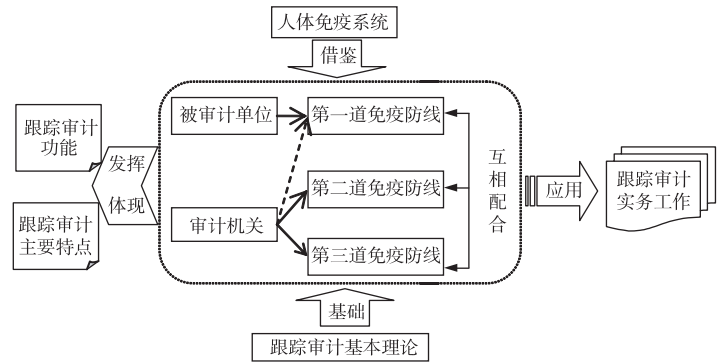 人体免疫系统
借鉴
被审计单位
第一道免疫防线
跟踪审计
功能
发挥
体现
跟踪审计
主要特点
第二道免疫防线
审计机关
第三道免疫防线
互
相
配
合
应用
跟踪审计
实务工作
基础
跟踪审计基本理论